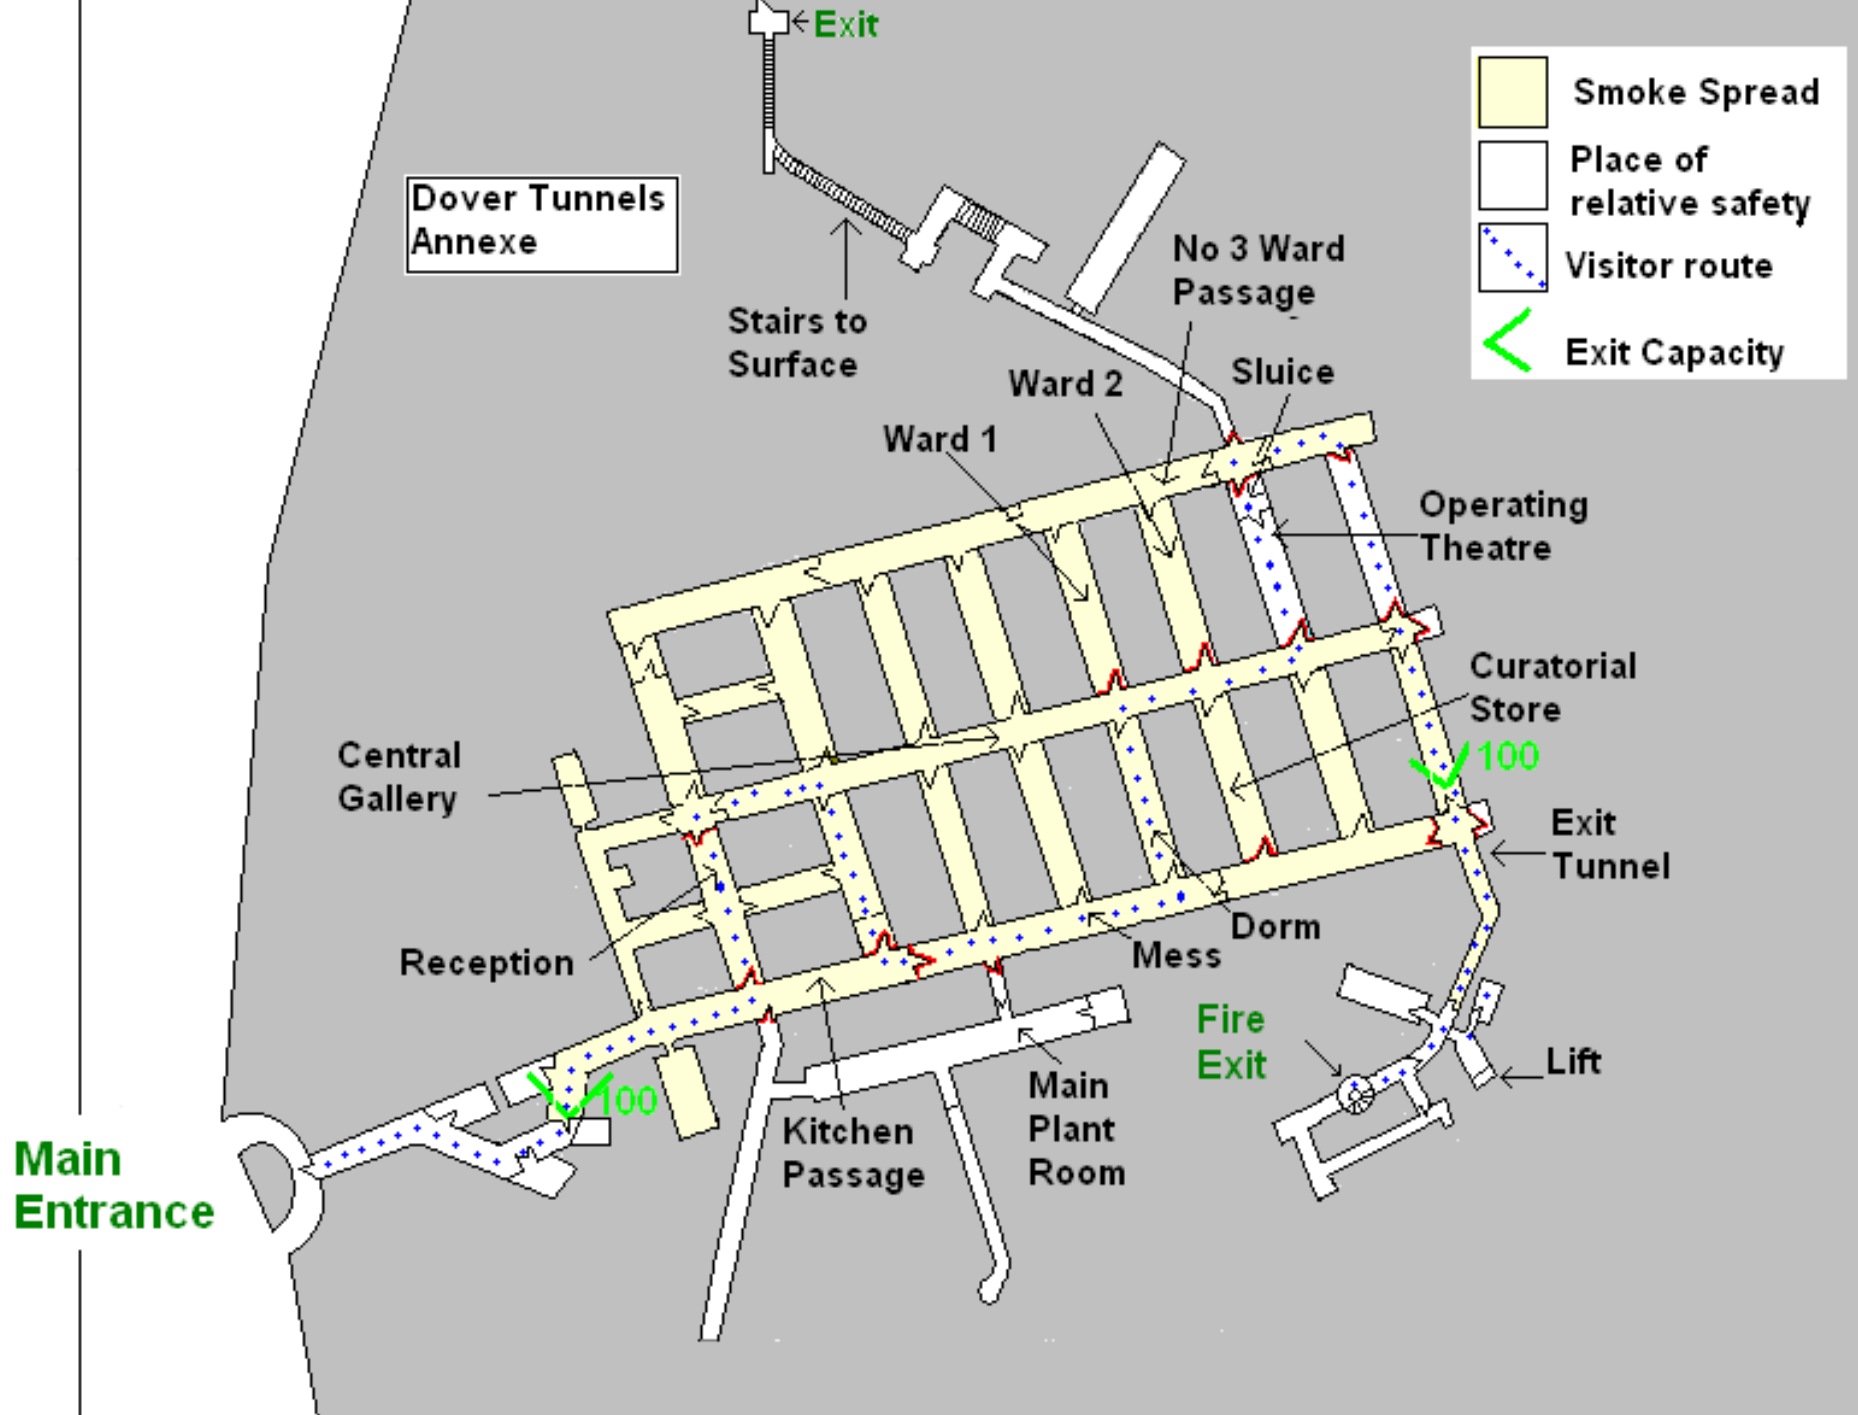 Exit
Smoke Spread
Place of
relative safety
Visitor route
Exit Capacity
Dover Tunnels
Annexe
No 3 Ward
Passage
Stairs to
Surface
Ward 2
Sluice
Ward 1
Operating
Theatre
Curatorial
Store
Central
Gallery
100
Exit
Tunnel
Reception
Dorm
Mess
Fire
Exit
Lift
100
Main
Plant
Room
Kitchen
Passage
Main
Entrance